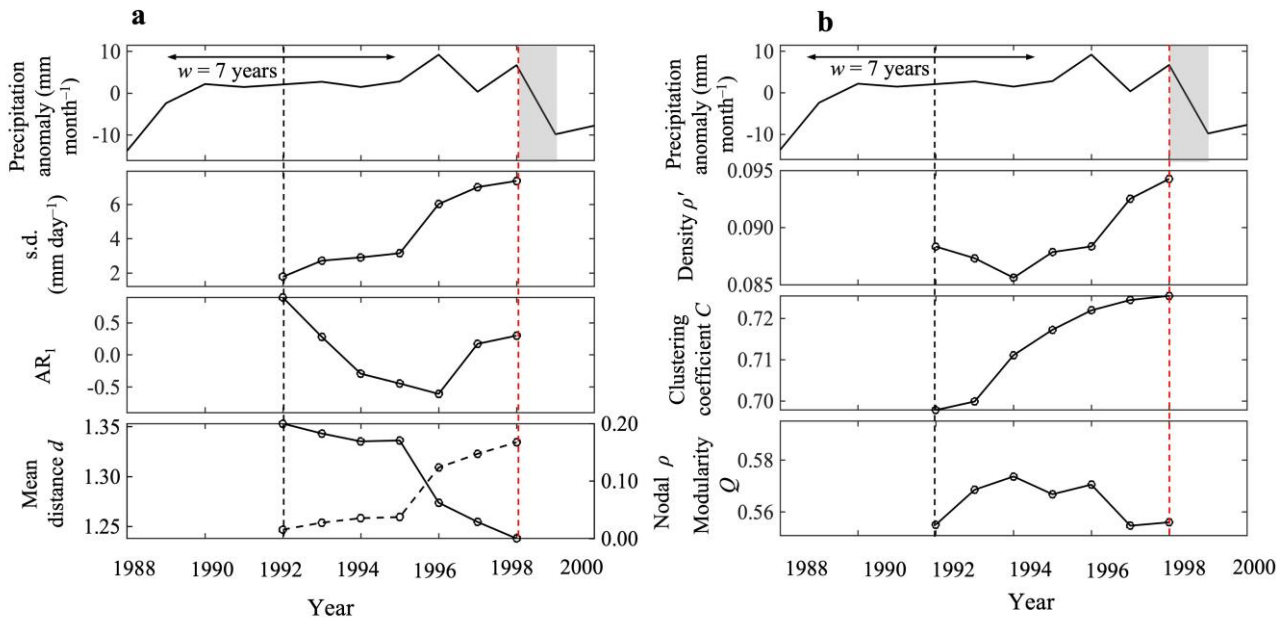 a
Precipitation
anomaly (mm
month⁻¹)
10
0
-10
w = 7 years
s.d.
(mm day⁻¹)
6
4
2
AR₁
0.5
0.0
-0.5
Mean
distance d
1.35
1.30
1.25
0.20
0.10
0.00
Nodal ρ
1988 1990 1992 1994 1996 1998 2000
Year
b
Precipitation
anomaly (mm
month⁻¹)
10
0
-10
w = 7 years
Density ρ'
0.095
0.090
0.085
Clustering
coefficient C
0.72
0.71
0.70
Modularity
Q
0.58
0.56
1988 1990 1992 1994 1996 1998 2000
Year